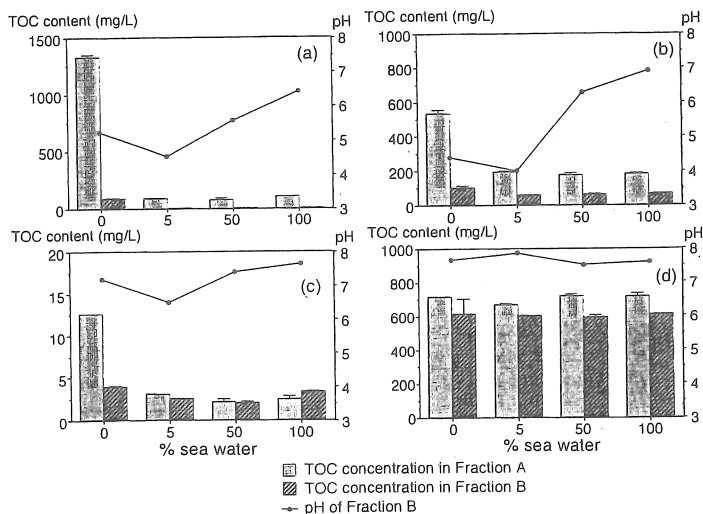 TOC content (mg/L) pH TOC content (mg/L) pH
1500 8 1000 8
(a) (b)
7 800 7
1000 6 600 6
5 400 5
500 4 200 4
0 3 0 3
0 5 50 100 0 5 50 100
TOC content (mg/L) pH TOC content (mg/L) pH
20 8 1000 8
(c) (d)
7 800 7
15 6 600 6
10 5 400 5
5 4 200 4
0 3 0 3
0 5 50 100 0 5 50 100
% sea water % sea water
TOC concentration in Fraction A
TOC concentration in Fraction B
pH of Fraction B